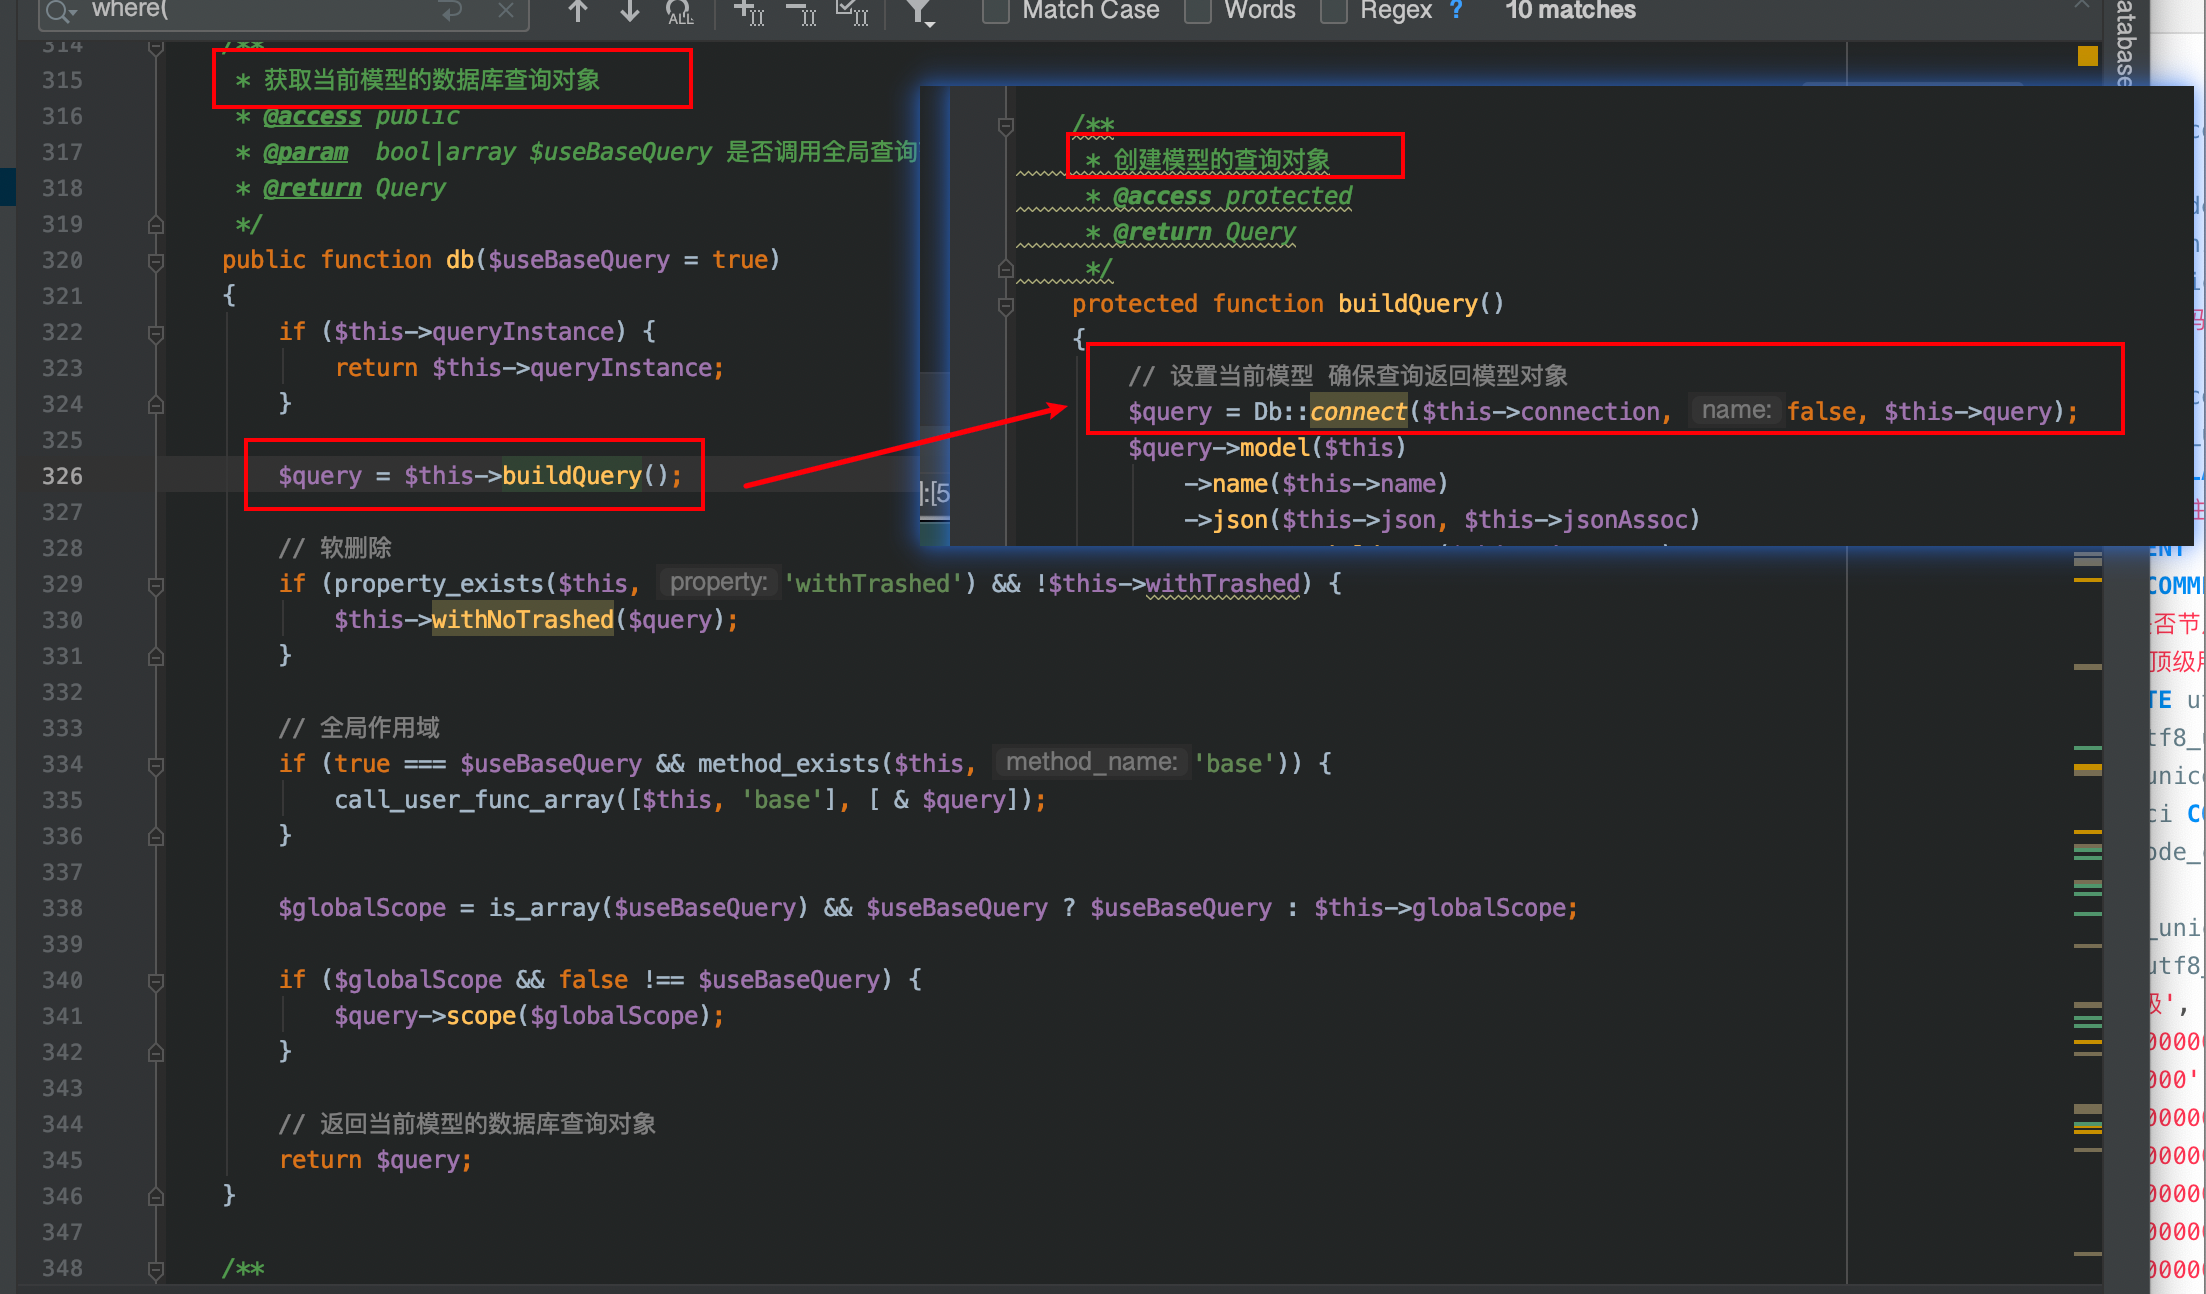 where(
ALL
Match Case
Words
Regex ?
10 matches
314 /**
315 * 获取当前模型的数据库查询对象
316 * @access public
317 * @param bool|array $useBaseQuery 是否调用全局查询
318 * @return Query
319 */
320 public function db($useBaseQuery = true)
321 {
322 if ($this->queryInstance) {
323 return $this->queryInstance;
324 }
325
326 $query = $this->buildQuery();
327
328 // 软删除
329 if (property_exists($this, property: 'withTrashed') && !$this->withTrashed) {
330 $this->withNoTrashed($query);
331 }
332
333 // 全局作用域
334 if (true === $useBaseQuery && method_exists($this, method_name: 'base')) {
335 call_user_func_array([$this, 'base'], [ & $query]);
336 }
337
338 $globalScope = is_array($useBaseQuery) && $useBaseQuery ? $useBaseQuery : $this->globalScope;
339
340 if ($globalScope && false !== $useBaseQuery) {
341 $query->scope($globalScope);
342 }
343
344 // 返回当前模型的数据库查询对象
345 return $query;
346 }
347
348 /**
/**
* 创建模型的查询对象
* @access protected
* @return Query
*/
protected function buildQuery()
{
// 设置当前模型 确保查询返回模型对象
$query = Db::connect($this->connection, name: false, $this->query);
$query->model($this)
->name($this->name)
->json($this->json, $this->jsonAssoc)
]:[5
atabase
COMM
否节
顶级
TE u
tf8_
unic
ci C
ode_
_uni
utf8_
级',
00000
000'
00000
00000
00000
00000
00000